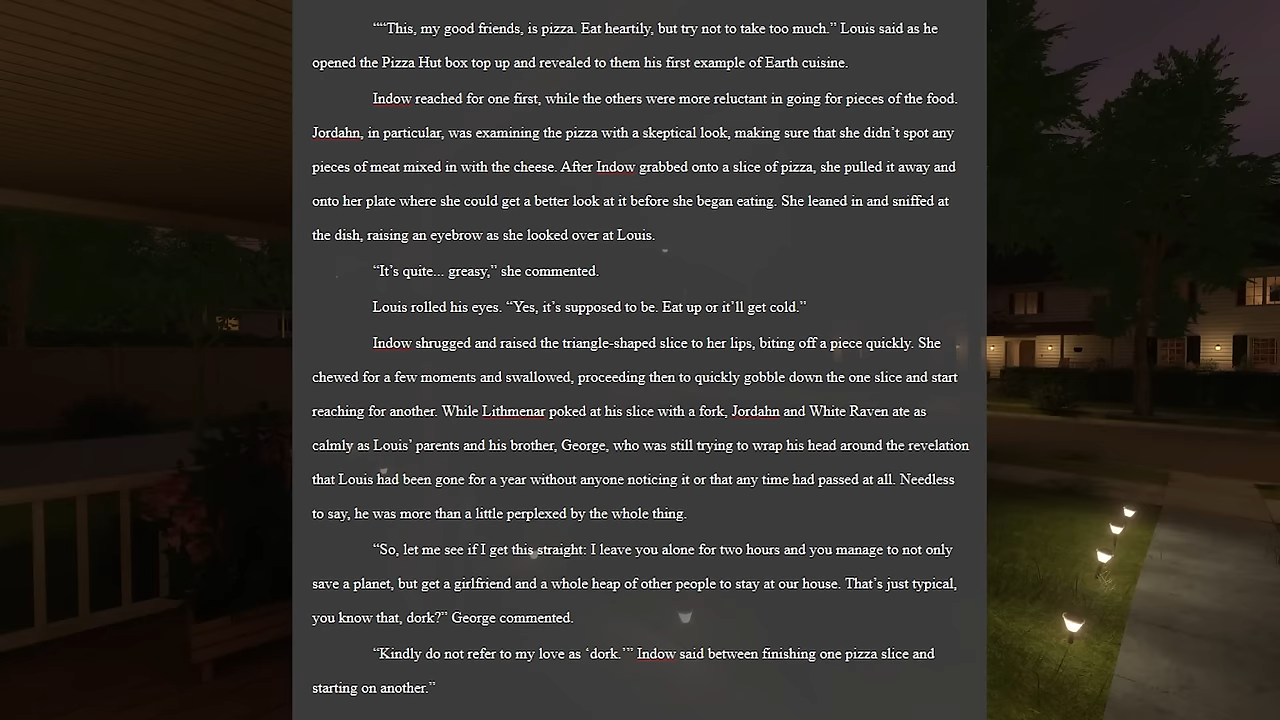 ““This, my good friends, is pizza. Eat heartily, but try not to take too much.” Louis said as he
opened the Pizza Hut box top up and revealed to them his first example of Earth cuisine.
Indow reached for one first, while the others were more reluctant in going for pieces of the food.
Jordahn, in particular, was examining the pizza with a skeptical look, making sure that she didn’t spot any
pieces of meat mixed in with the cheese. After Indow grabbed onto a slice of pizza, she pulled it away and
onto her plate where she could get a better look at it before she began eating. She leaned in and sniffed at
the dish, raising an eyebrow as she looked over at Louis.
“It’s quite... greasy,” she commented.
Louis rolled his eyes. “Yes, it’s supposed to be. Eat up or it’ll get cold.”
Indow shrugged and raised the triangle-shaped slice to her lips, biting off a piece quickly. She
chewed for a few moments and swallowed, proceeding then to quickly gobble down the one slice and start
reaching for another. While Lithmenar poked at his slice with a fork, Jordahn and White Raven ate as
calmly as Louis’ parents and his brother, George, who was still trying to wrap his head around the revelation
that Louis had been gone for a year without anyone noticing it or that any time had passed at all. Needless
to say, he was more than a little perplexed by the whole thing.
“So, let me see if I get this straight: I leave you alone for two hours and you manage to not only
save a planet, but get a girlfriend and a whole heap of other people to stay at our house. That’s just typical,
you know that, dork?” George commented.
“Kindly do not refer to my love as ‘dork.’” Indow said between finishing one pizza slice and
starting on another.”